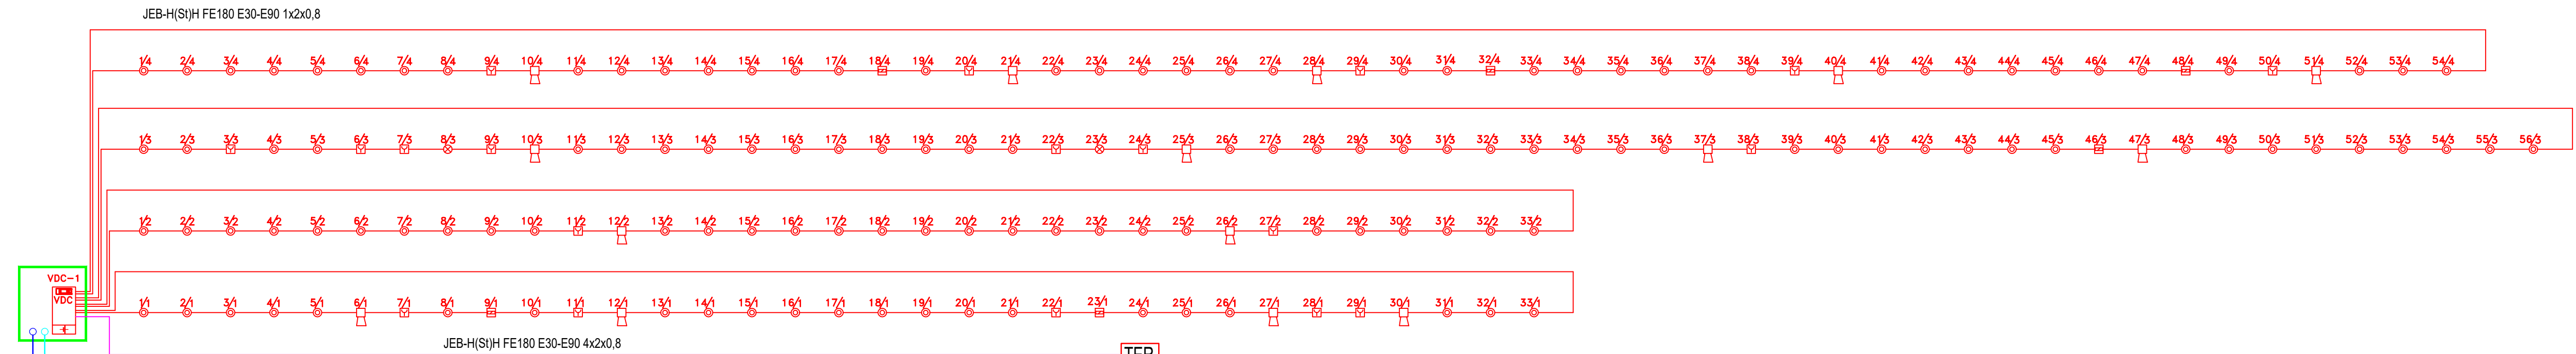 JEB-H(St)H FE180 E30-E90 1x2x0,8
1/4 2/4 3/4 4/4 5/4 6/4 7/4 8/4 9/4 10/4 11/4 12/4 13/4 14/4 15/4 16/4 17/4 18/4 19/4 20/4 21/4 22/4 23/4 24/4 25/4 26/4 27/4 28/4 29/4 30/4 31/4 32/4 33/4 34/4 35/4 36/4 37/4 38/4 39/4 40/4 41/4 42/4 43/4 44/4 45/4 46/4 47/4 48/4 49/4 50/4 51/4 52/4 53/4 54/4
1/3 2/3 3/3 4/3 5/3 6/3 7/3 8/3 9/3 10/3 11/3 12/3 13/3 14/3 15/3 16/3 17/3 18/3 19/3 20/3 21/3 22/3 23/3 24/3 25/3 26/3 27/3 28/3 29/3 30/3 31/3 32/3 33/3 34/3 35/3 36/3 37/3 38/3 39/3 40/3 41/3 42/3 43/3 44/3 45/3 46/3 47/3 48/3 49/3 50/3 51/3 52/3 53/3 54/3 55/3 56/3
1/2 2/2 3/2 4/2 5/2 6/2 7/2 8/2 9/2 10/2 11/2 12/2 13/2 14/2 15/2 16/2 17/2 18/2 19/2 20/2 21/2 22/2 23/2 24/2 25/2 26/2 27/2 28/2 29/2 30/2 31/2 32/2 33/2
VDC-1
VDC
1/1 2/1 3/1 4/1 5/1 6/1 7/1 8/1 9/1 10/1 11/1 12/1 13/1 14/1 15/1 16/1 17/1 18/1 19/1 20/1 21/1 22/1 23/1 24/1 25/1 26/1 27/1 28/1 29/1 30/1 31/1 32/1 33/1
JEB-H(St)H FE180 E30-E90 4x2x0,8